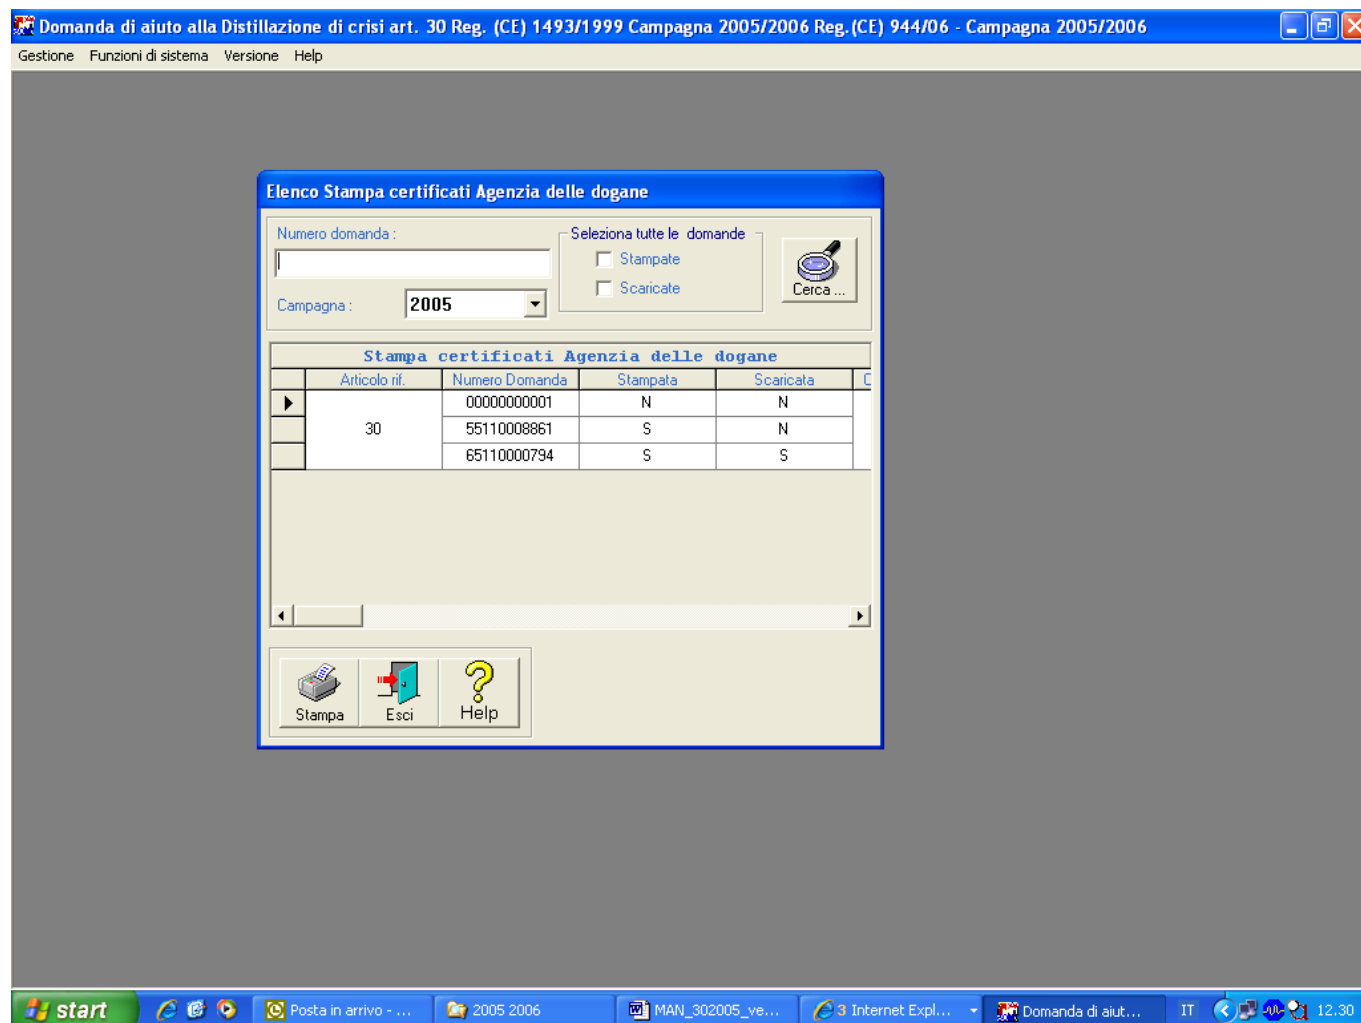 Domanda di aiuto alla Distillazione di crisi art. 30 Reg. (CE) 1493/1999 Campagna 2005/2006 Reg.(CE) 944/06 - Campagna 2005/2006
Gestione Funzioni di sistema Versione Help
Elenco Stampa certificati Agenzia delle dogane
Numero domanda :
Seleziona tutte le domande
Stampate
Scaricate
Cerca ...
Campagna : 2005
Stampa certificati Agenzia delle dogane
Articolo rif. Numero Domanda Stampata Scaricata C
00000000001 N N
30 55110008861 S N
65110000794 S S
Stampa Esci Help
start Posta in arrivo - ... 2005 2006 MAN_302005_ve... 3 Internet Expl... Domanda di aiut... IT 12.30